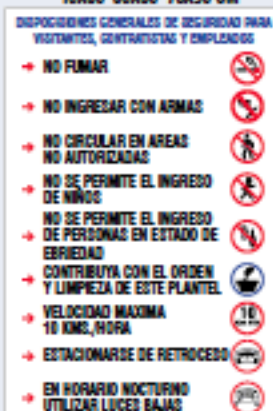 DISPOSICIONES GENERALES DE SEGURIDAD PARA
VISITANTES, CONTRATISTAS Y EMPLEADOS
NO FUMAR
NO INGRESAR CON ARMAS
NO CIRCULAR EN AREAS
NO AUTORIZADAS
NO SE PERMITE EL INGRESO
DE NIÑOS
NO SE PERMITE EL INGRESO
DE PERSONAS EN ESTADO DE
EBRIEDAD
CONTRIBUYA CON EL ORDEN
Y LIMPIEZA DE ESTE PLANTEL
VELOCIDAD MAXIMA
10 KMS./HORA
10
ESTACIONARSE DE RETROCESO
EN HORARIO NOCTURNO
UTILIZAR LUCES BAJAS